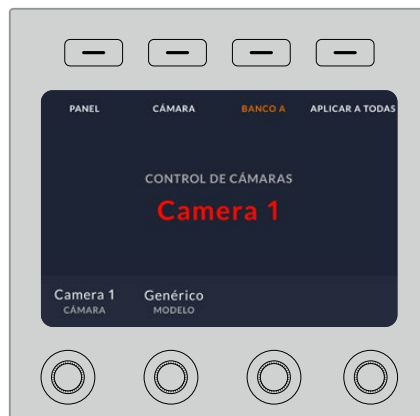 PANEL CÁMARA BANCO A APLICAR A TODAS
CONTROL DE CÁMARAS
Camera 1
Camera 1 Genérico
CÁMARA MODELO